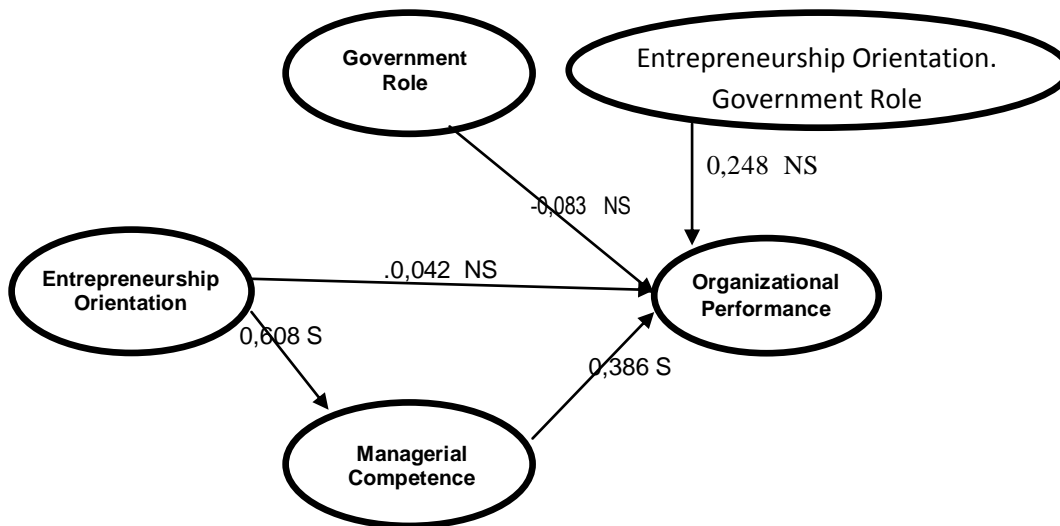 Government
Role
Entrepreneurship Orientation.
Government Role
0,248 NS
-0,083 NS
Entrepreneurship
Orientation
.0,042 NS
Organizational
Performance
0,608 S
0,386 S
Managerial
Competence